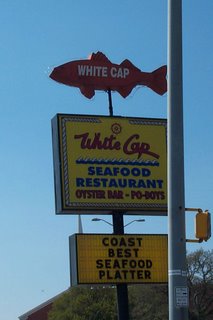 WHITE CAP
White Cap
SEAFOOD
RESTAURANT
OYSTER BAR - PO-BOYS
COAST
BEST
SEAFOOD
PLATTER